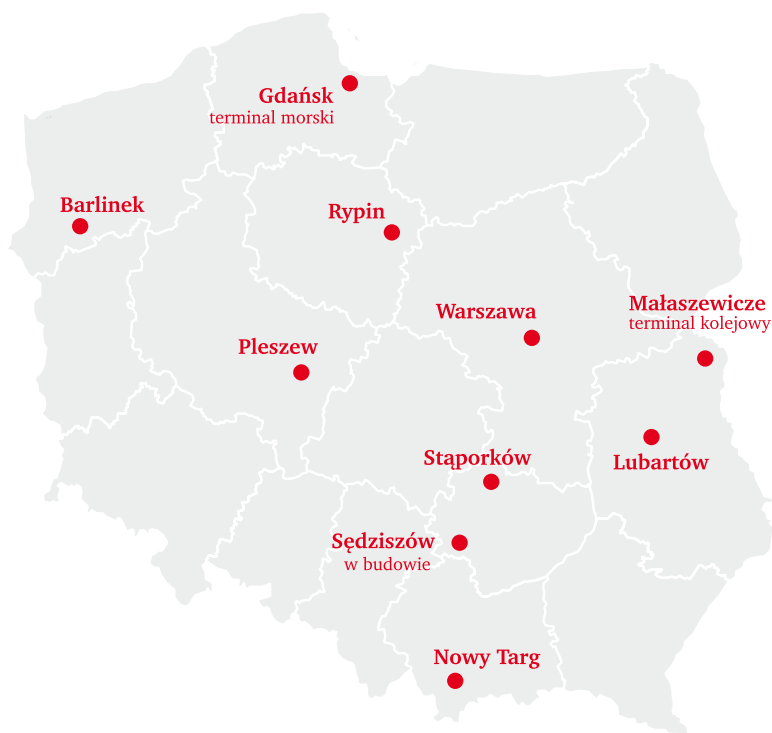 Gdańsk
terminal morski
Barlinek
Rypin
Małaszewicze
terminal kolejowy
Warszawa
Pleszew
Stąporków
Lubartów
Sędziszów
w budowie
Nowy Targ